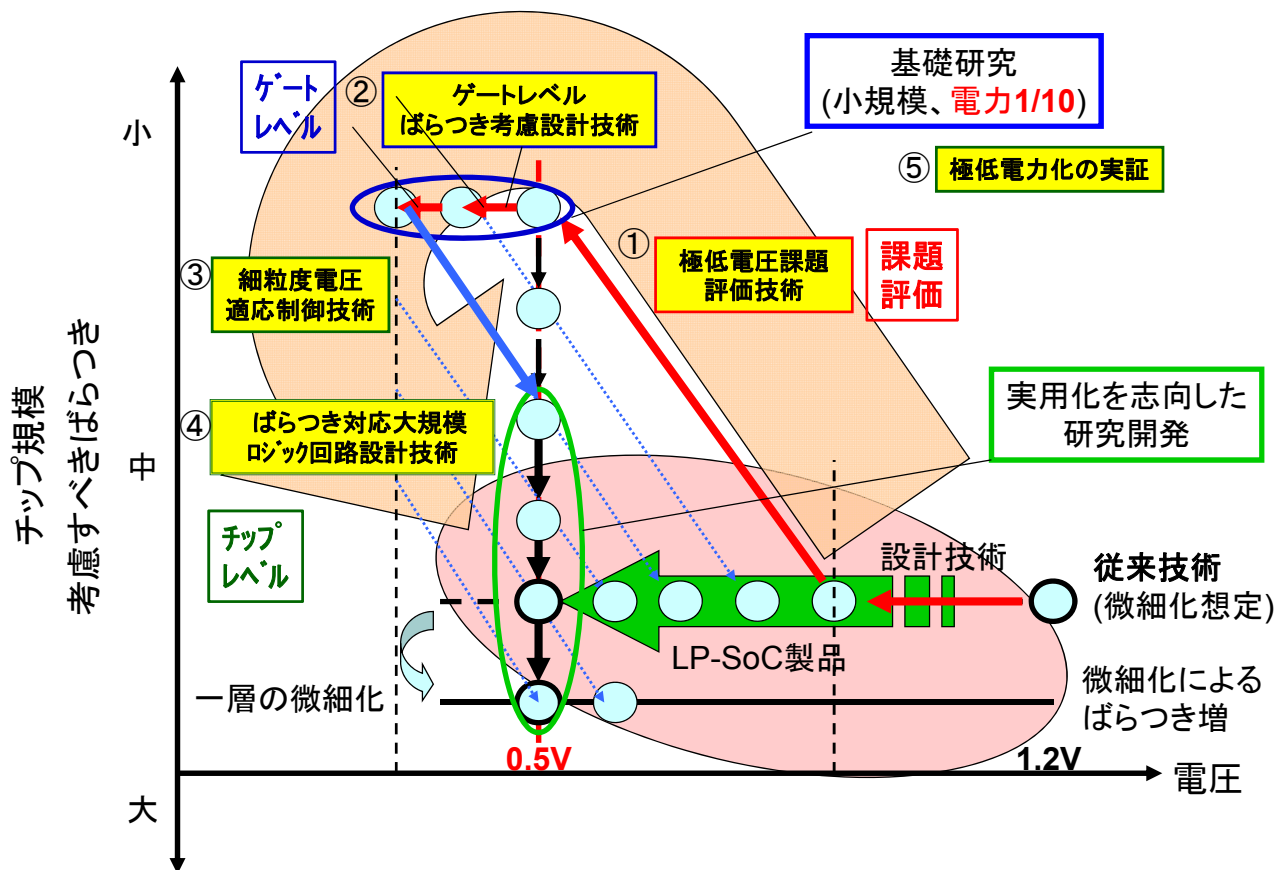 ｹﾞｰﾄ
ﾚﾍﾞﾙ
②
ゲートレベル
ばらつき考慮設計技術
基礎研究
(小規模、電力1/10)
小
⑤
極低電力化の実証
①
極低電圧課題
評価技術
課題
評価
③
細粒度電圧
適応制御技術
チップ規模
考慮すべきばらつき
④
ばらつき対応大規模
ﾛｼﾞｯｸ回路設計技術
実用化を志向した
研究開発
中
ﾁｯﾌﾟ
ﾚﾍﾞﾙ
設計技術
従来技術
(微細化想定)
LP-SoC製品
一層の微細化
微細化による
ばらつき増
0.5V
1.2V
電圧
大